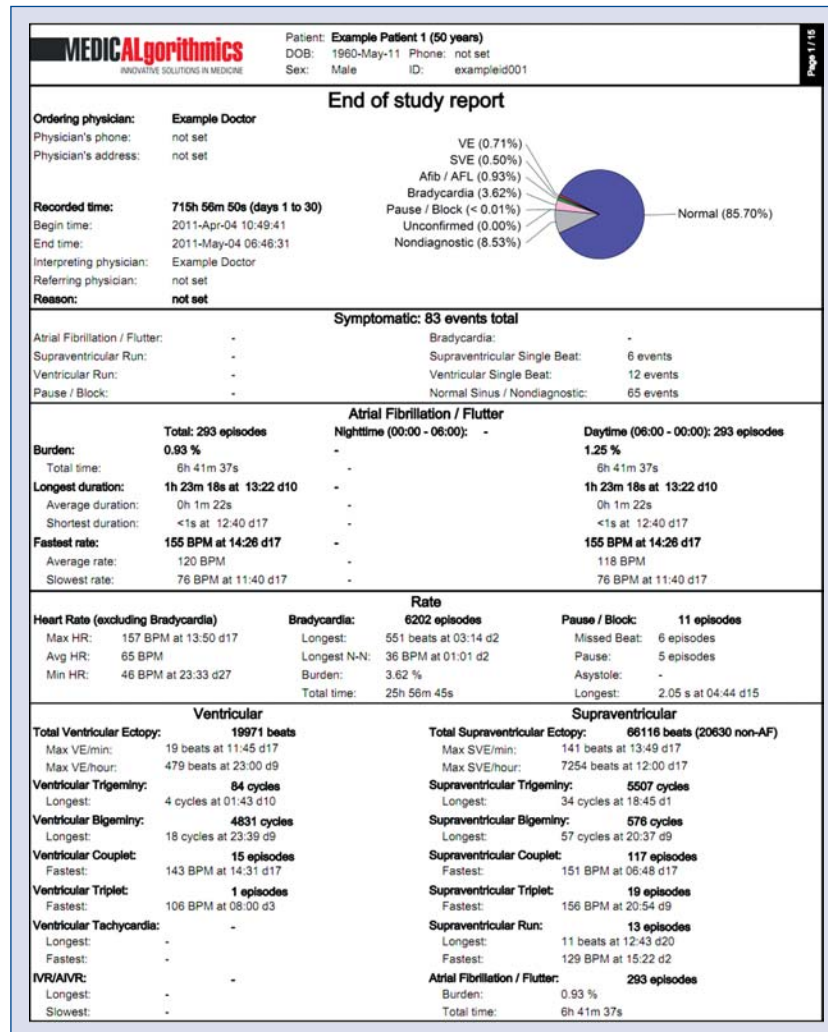 MEDICALgorithmics
INNOVATIVE SOLUTIONS IN MEDICINE
Patient: Example Patient 1 (50 years)
DOB: 1960-May-11 Phone: not set
Sex: Male ID: exampleid001
Page 1 / 15
End of study report
Ordering physician: Example Doctor
Physician's phone: not set
Physician's address: not set
Recorded time: 715h 56m 50s (days 1 to 30)
Begin time: 2011-Apr-04 10:49:41
End time: 2011-May-04 06:46:31
Interpreting physician: Example Doctor
Referring physician: not set
Reason: not set
VE (0.71%)
SVE (0.50%)
Afib / AFL (0.93%)
Bradycardia (3.62%)
Pause / Block (< 0.01%)
Unconfirmed (0.00%)
Nondiagnostic (8.53%)
Normal (85.70%)
Symptomatic: 83 events total
Atrial Fibrillation / Flutter: - Bradycardia: -
Supraventricular Run: - Supraventricular Single Beat: 6 events
Ventricular Run: - Ventricular Single Beat: 12 events
Pause / Block: - Normal Sinus / Nondiagnostic: 65 events
Atrial Fibrillation / Flutter
Total: 293 episodes Nighttime (00:00 - 06:00): - Daytime (06:00 - 00:00): 293 episodes
Burden: 0.93 % - 1.25 %
Total time: 6h 41m 37s - 6h 41m 37s
Longest duration: 1h 23m 18s at 13:22 d10 - 1h 23m 18s at 13:22 d10
Average duration: 0h 1m 22s - 0h 1m 22s
Shortest duration: <1s at 12:40 d17 - <1s at 12:40 d17
Fastest rate: 155 BPM at 14:26 d17 - 155 BPM at 14:26 d17
Average rate: 120 BPM - 118 BPM
Slowest rate: 76 BPM at 11:40 d17 - 76 BPM at 11:40 d17
Rate
Heart Rate (excluding Bradycardia) Bradycardia: 6202 episodes Pause / Block: 11 episodes
Max HR: 157 BPM at 13:50 d17 Longest: 551 beats at 03:14 d2 Missed Beat: 6 episodes
Avg HR: 65 BPM Longest N-N: 36 BPM at 01:01 d2 Pause: 5 episodes
Min HR: 46 BPM at 23:33 d27 Burden: 3.62 % Asystole: -
Total time: 25h 56m 45s Longest: 2.05 s at 04:44 d15
Ventricular
Total Ventricular Ectopy: 19971 beats
Max VE/min: 19 beats at 11:45 d17
Max VE/hour: 479 beats at 23:00 d9
Ventricular Trigeminy: 84 cycles
Longest: 4 cycles at 01:43 d10
Ventricular Bigeminy: 4831 cycles
Longest: 18 cycles at 23:39 d9
Ventricular Couplet: 15 episodes
Fastest: 143 BPM at 14:31 d17
Ventricular Triplet: 1 episodes
Fastest: 106 BPM at 08:00 d3
Ventricular Tachycardia: -
Longest: -
Fastest: -
IVR/AIVR: -
Longest: -
Slowest: -
Supraventricular
Total Supraventricular Ectopy: 66116 beats (20630 non-AF)
Max SVE/min: 141 beats at 13:49 d17
Max SVE/hour: 7254 beats at 12:00 d17
Supraventricular Trigeminy: 5507 cycles
Longest: 34 cycles at 18:45 d1
Supraventricular Bigeminy: 576 cycles
Longest: 57 cycles at 20:37 d9
Supraventricular Couplet: 117 episodes
Fastest: 151 BPM at 06:48 d17
Supraventricular Triplet: 19 episodes
Fastest: 156 BPM at 20:54 d9
Supraventricular Run: 13 episodes
Longest: 11 beats at 12:43 d20
Fastest: 129 BPM at 15:22 d2
Atrial Fibrillation / Flutter: 293 episodes
Burden: 0.93 %
Total time: 6h 41m 37s